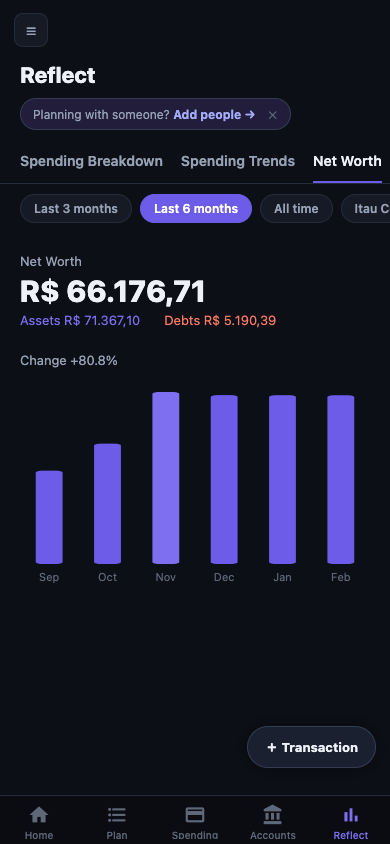 ≡
Reflect
Planning with someone? Add people → ×
Spending Breakdown Spending Trends Net Worth
Last 3 months Last 6 months All time Itau C
Net Worth
R$ 66.176,71
Assets R$ 71.367,10 Debts R$ 5.190,39
Change +80.8%
Sep Oct Nov Dec Jan Feb
+ Transaction
Home Plan Spending Accounts Reflect